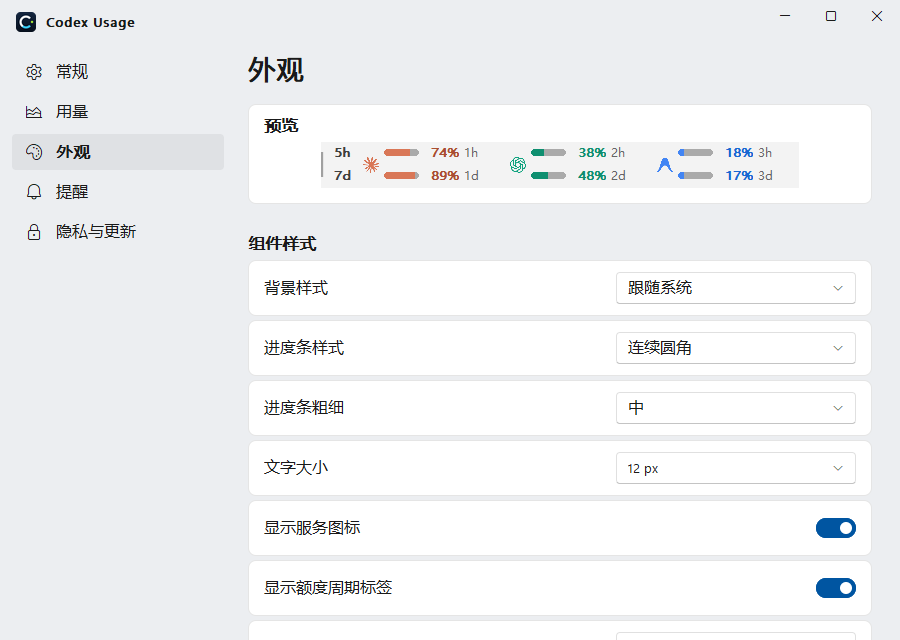 Codex Usage
常规
用量
外观
提醒
隐私与更新
外观
预览
5h 74% 1h 38% 2h 18% 3h
7d 89% 1d 48% 2d 17% 3d
组件样式
背景样式 跟随系统
进度条样式 连续圆角
进度条粗细 中
文字大小 12 px
显示服务图标
显示额度周期标签